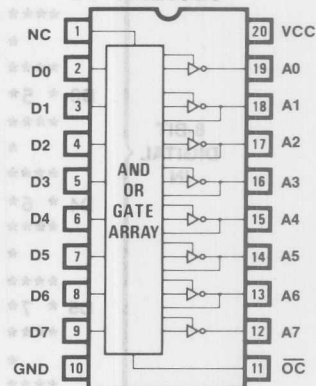 NC 1 20 VCC
D0 2 19 A0
D1 3 18 A1
D2 4 17 A2
D3 5 16 A3
D4 6 15 A4
D5 7 14 A5
D6 8 13 A6
D7 9 12 A7
GND 10 11 OC
AND
OR
GATE
ARRAY